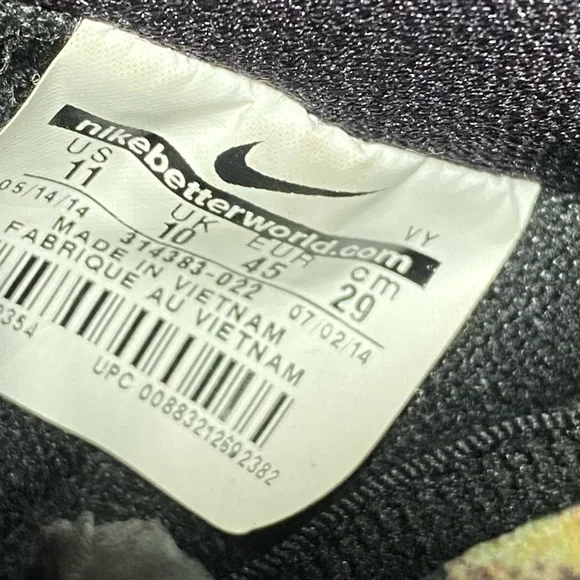 nikebetterworld.com
US UK EUR cm
11 10 45 29
VY
05/14/14 314383-022 07/02/14
MADE IN VIETNAM
FABRIQUE AU VIETNAM
2354
UPC 00883212692382